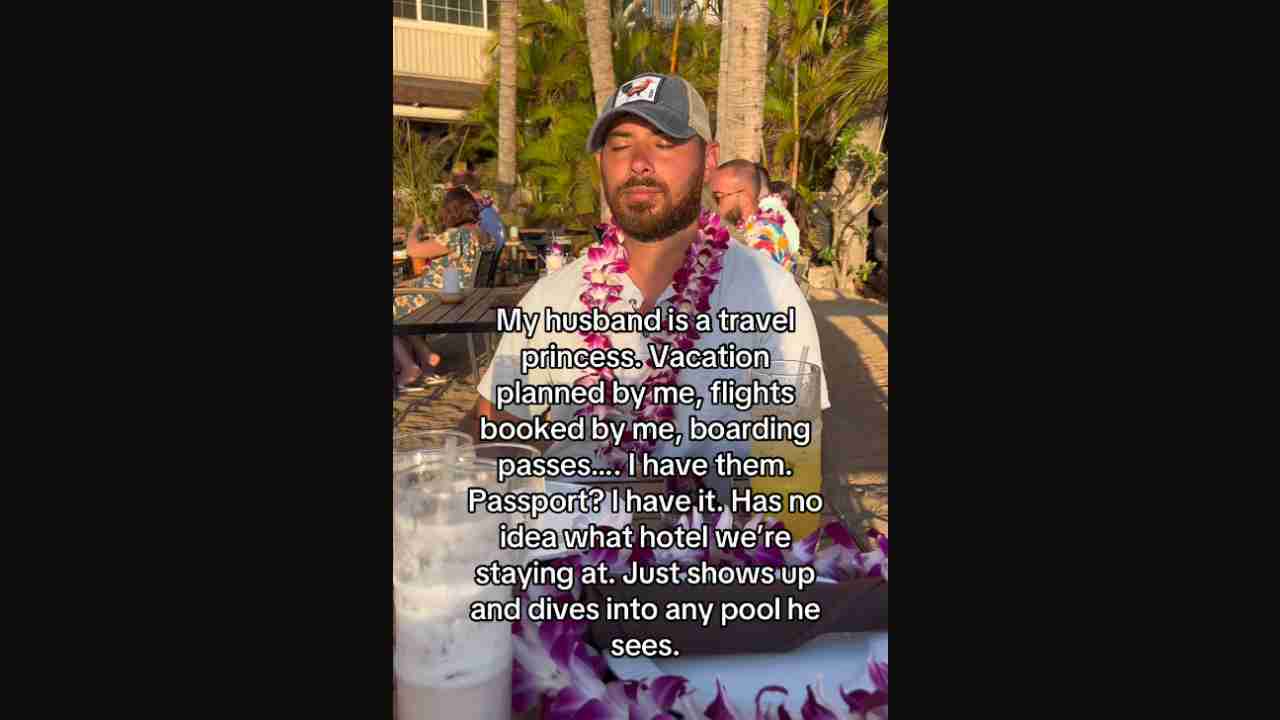 My husband is a travel
princess. Vacation
planned by me, flights
booked by me, boarding
passes.... I have them.
Passport? I have it. Has no
idea what hotel we’re
staying at. Just shows up
and dives into any pool he
sees.